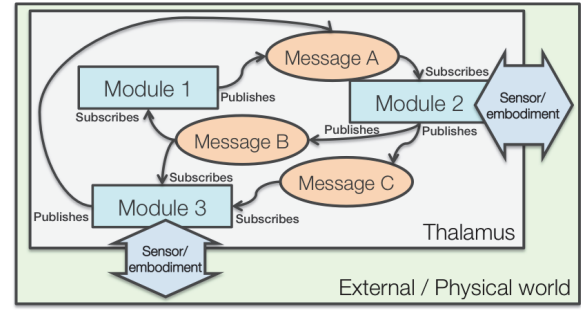 Message A
Subscribes
Module 1
Publishes
Module 2
Sensor/
embodiment
Subscribes
Publishes
Publishes
Message B
Subscribes
Message C
Publishes
Module 3
Subscribes
Thalamus
Sensor/
embodiment
External / Physical world